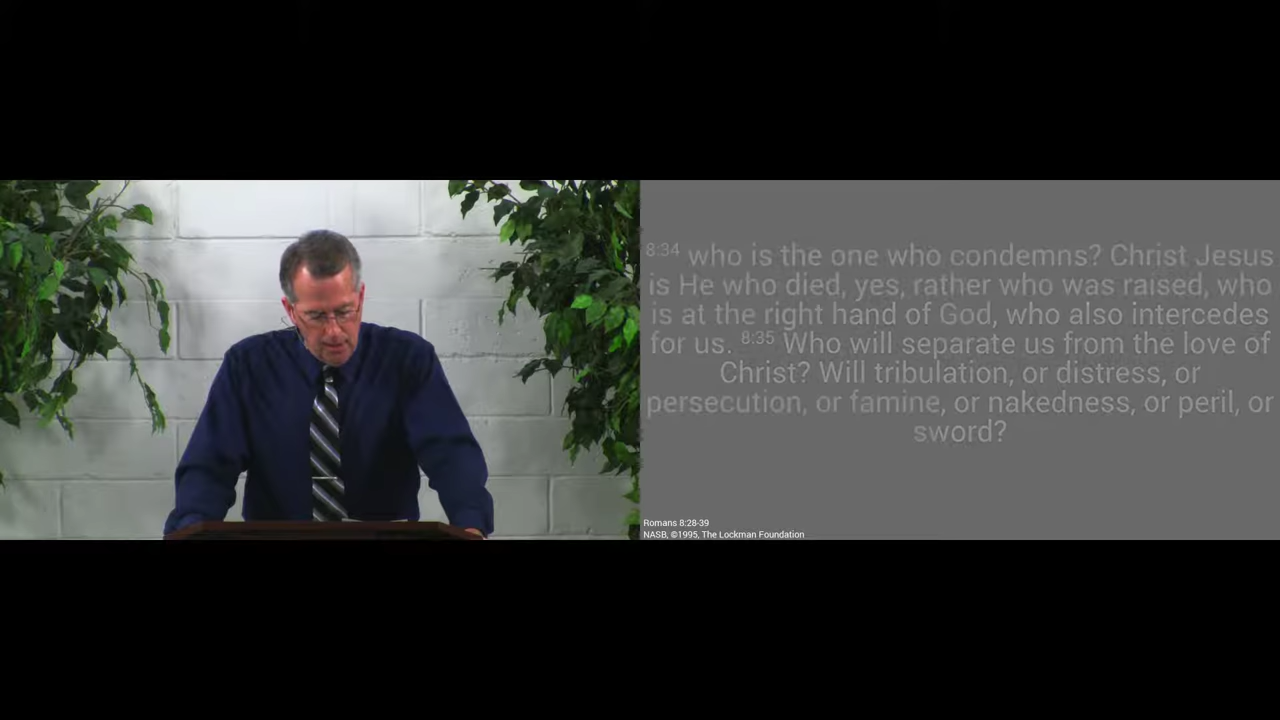 8:34 who is the one who condemns? Christ Jesus
is He who died, yes, rather who was raised, who
is at the right hand of God, who also intercedes
for us. 8:35 Who will separate us from the love of
Christ? Will tribulation, or distress, or
persecution, or famine, or nakedness, or peril, or
sword?
Romans 8:28-39
NASB, ©1995, The Lockman Foundation